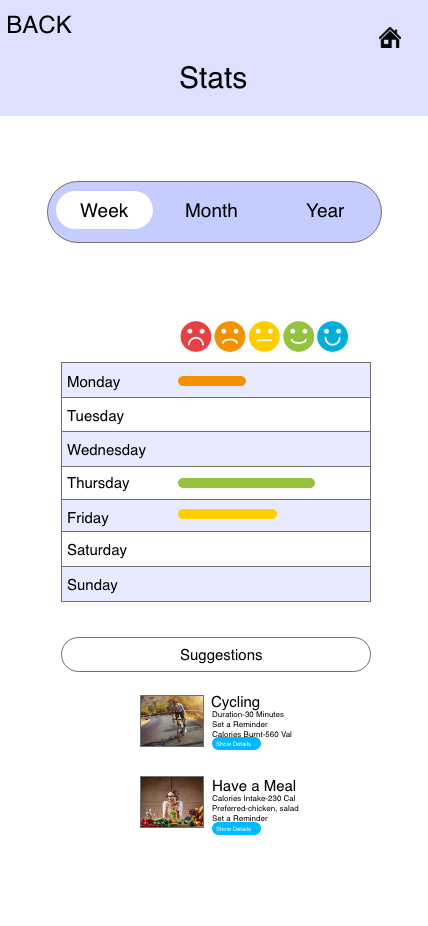 BACK
Stats
Week Month Year
Monday
Tuesday
Wednesday
Thursday
Friday
Saturday
Sunday
Suggestions
Cycling
Duration-30 Minutes
Set a Reminder
Calories Burnt-560 Val
Show Details
Have a Meal
Calories Intake-230 Cal
Preferred-chicken, salad
Set a Reminder
Show Details